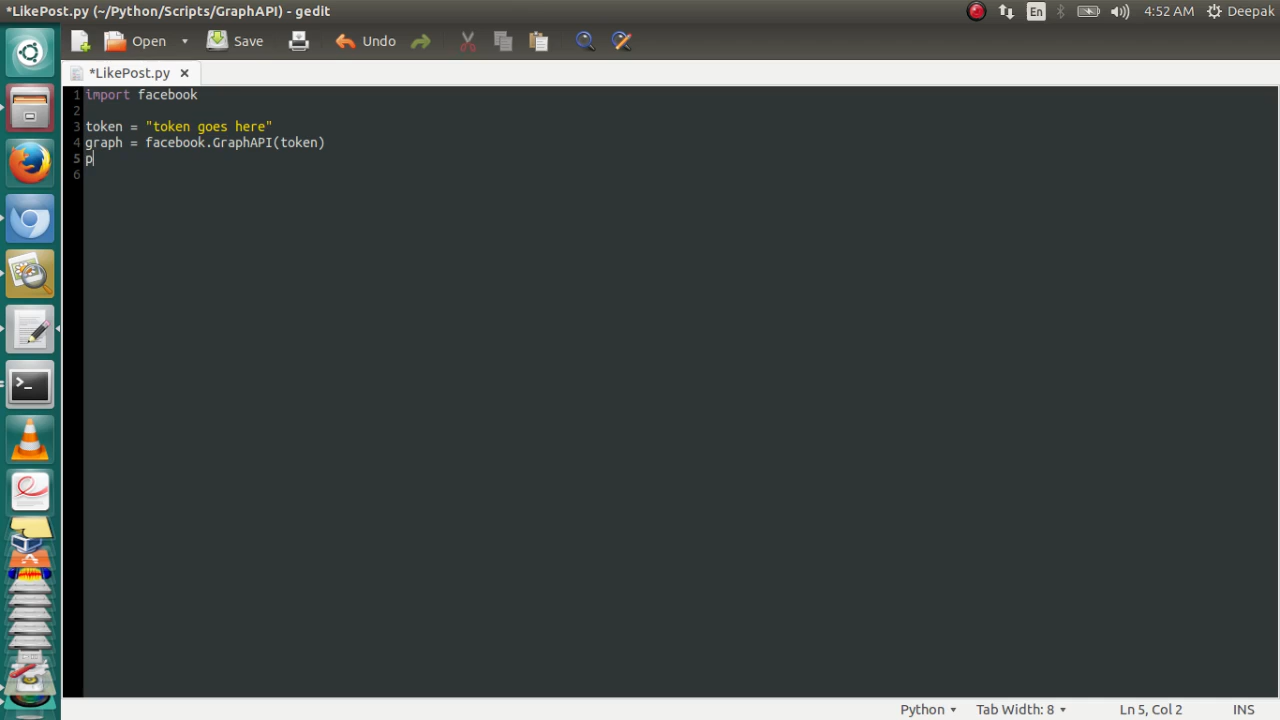 *LikePost.py (~/Python/Scripts/GraphAPI) - gedit
En
4:52 AM
Deepak
Open
Save
Undo
*LikePost.py
1 import facebook
2
3 token = "token goes here"
4 graph = facebook.GraphAPI(token)
5 p
6
Python
Tab Width: 8
Ln 5, Col 2
INS